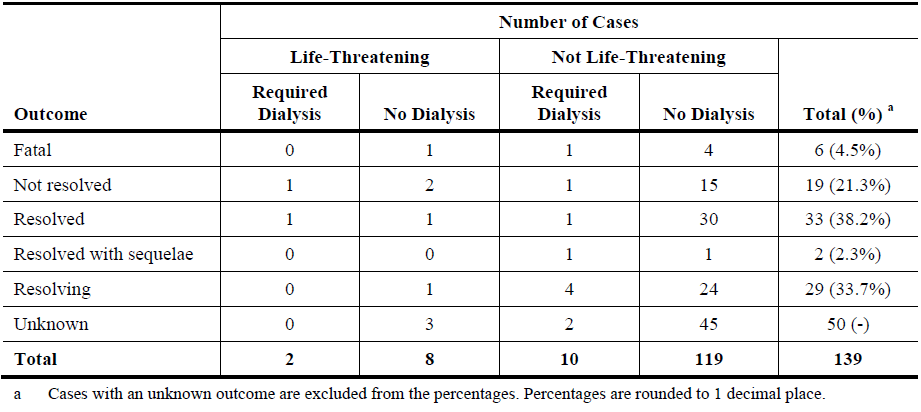 Number of Cases
Life-Threatening Not Life-Threatening
Outcome Required Dialysis No Dialysis Required Dialysis No Dialysis Total (%) a
Fatal 0 1 1 4 6 (4.5%)
Not resolved 1 2 1 15 19 (21.3%)
Resolved 1 1 1 30 33 (38.2%)
Resolved with sequelae 0 0 1 1 2 (2.3%)
Resolving 0 1 4 24 29 (33.7%)
Unknown 0 3 2 45 50 (-)
Total 2 8 10 119 139
a Cases with an unknown outcome are excluded from the percentages. Percentages are rounded to 1 decimal place.